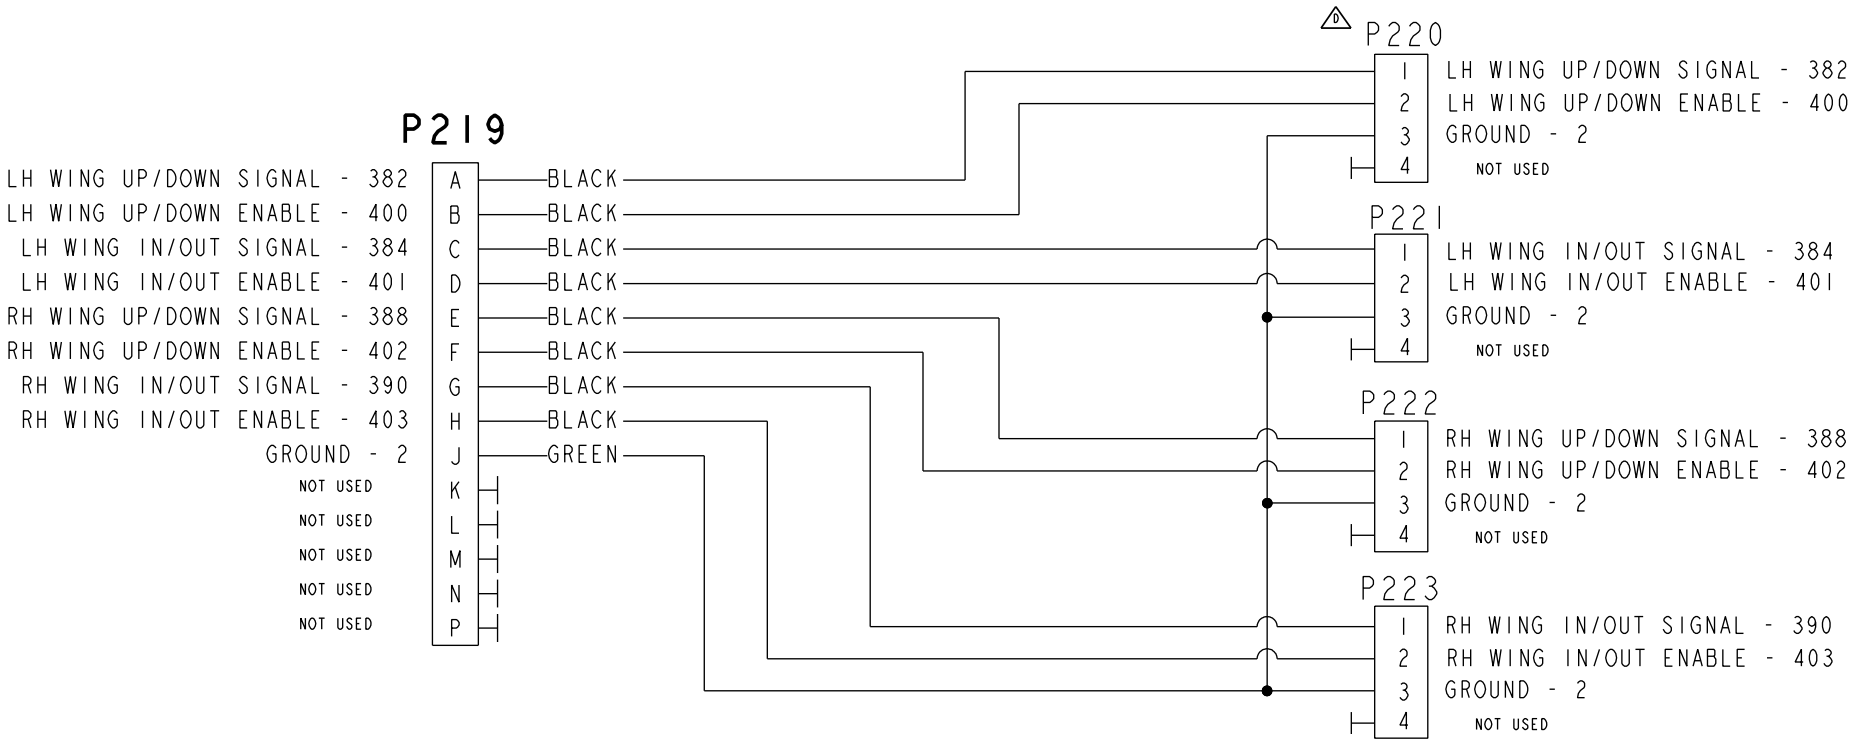 D
P220
1 LH WING UP/DOWN SIGNAL - 382
2 LH WING UP/DOWN ENABLE - 400
3 GROUND - 2
4 NOT USED
P219
LH WING UP/DOWN SIGNAL - 382 A BLACK
LH WING UP/DOWN ENABLE - 400 B BLACK
LH WING IN/OUT SIGNAL - 384 C BLACK
LH WING IN/OUT ENABLE - 401 D BLACK
RH WING UP/DOWN SIGNAL - 388 E BLACK
RH WING UP/DOWN ENABLE - 402 F BLACK
RH WING IN/OUT SIGNAL - 390 G BLACK
RH WING IN/OUT ENABLE - 403 H BLACK
GROUND - 2 J GREEN
NOT USED K
NOT USED L
NOT USED M
NOT USED N
NOT USED P
P221
1 LH WING IN/OUT SIGNAL - 384
2 LH WING IN/OUT ENABLE - 401
3 GROUND - 2
4 NOT USED
P222
1 RH WING UP/DOWN SIGNAL - 388
2 RH WING UP/DOWN ENABLE - 402
3 GROUND - 2
4 NOT USED
P223
1 RH WING IN/OUT SIGNAL - 390
2 RH WING IN/OUT ENABLE - 403
3 GROUND - 2
4 NOT USED